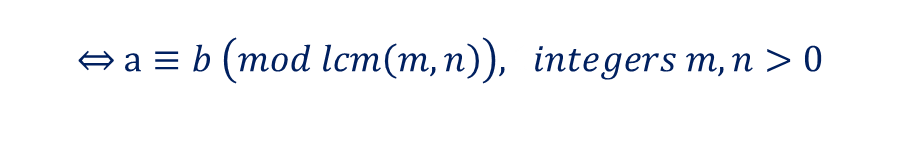 ⇔ a ≡ b (mod lcm(m, n)), integers m, n > 0